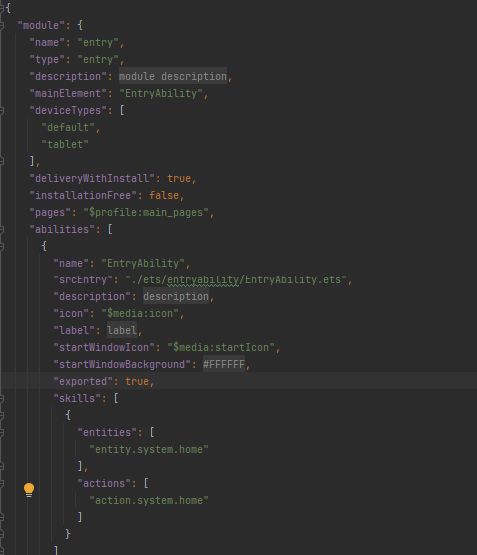 {
"module": {
"name": "entry",
"type": "entry",
"description": module description,
"mainElement": "EntryAbility",
"deviceTypes": [
"default",
"tablet"
],
"deliveryWithInstall": true,
"installationFree": false,
"pages": "$profile:main_pages",
"abilities": [
{
"name": "EntryAbility",
"srcEntry": "./ets/entryability/EntryAbility.ets",
"description": description,
"icon": "$media:icon",
"label": label,
"startWindowIcon": "$media:startIcon",
"startWindowBackground": #FFFFFF,
"exported": true,
"skills": [
{
"entities": [
"entity.system.home"
],
"actions": [
"action.system.home"
]
}
]